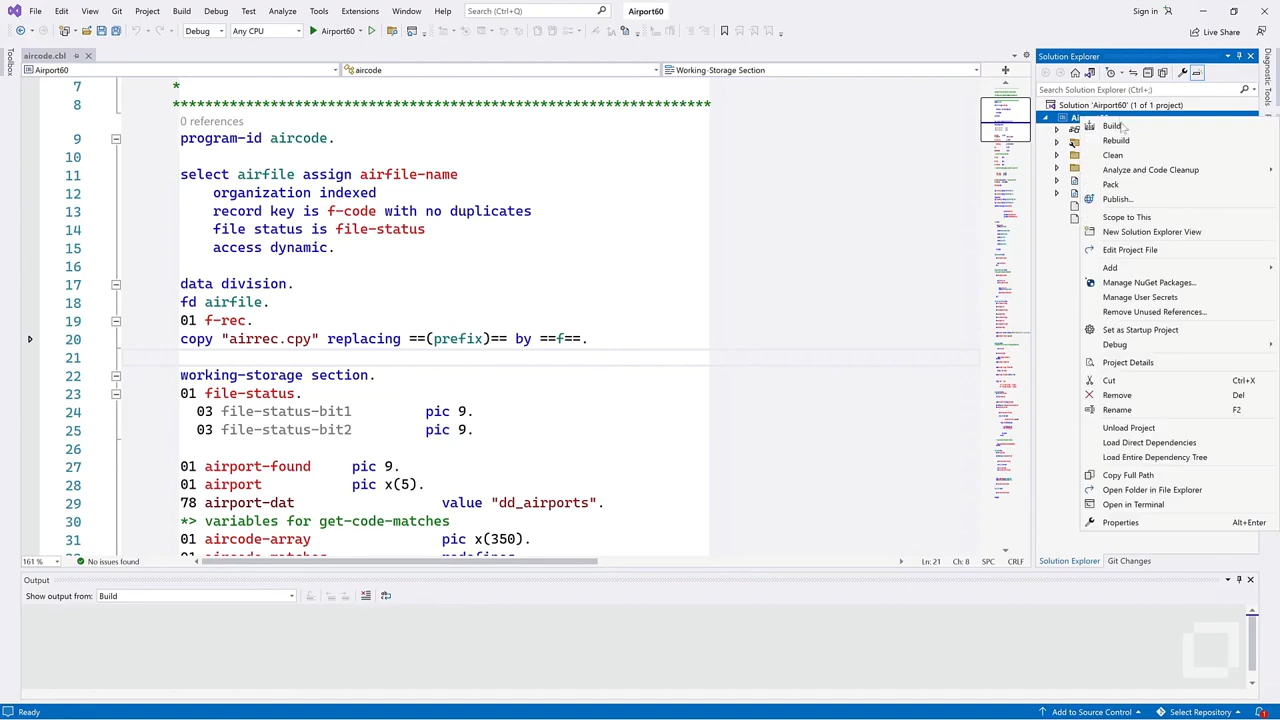 File Edit View Git Project Build Debug Test Analyze Tools Extensions Window Help Search (Ctrl+Q) Airport60 Sign in
Debug Any CPU Airport60 Live Share
Toolbox
aircode.cbl
Airport60 aircode Working-Storage Section
7 *
8 *****************************************************************
0 references
9 program-id aircode.
10
11 select airfile assign airfile-name
12 organization indexed
13 record key is f-code with no duplicates
14 file status is file-status
15 access dynamic.
16
17 data division.
18 fd airfile.
19 01 f-rec.
20 copy "airrec.cpy" replacing ==(prefix)== by ==f==.
21
22 working-storage section.
23 01 file-status.
24 03 file-stat-bit1 pic 9.
25 03 file-stat-bit2 pic 9.
26
27 01 airport-found pic 9.
28 01 airport pic x(5).
29 78 airport-dat value "dd_airports".
30 *> variables for get-code-matches
31 01 aircode-array pic x(350).
32 01 aircode-matches redefines
161 % No issues found Ln: 21 Ch: 8 SPC CRLF
Solution Explorer
Search Solution Explorer (Ctrl+;)
Solution 'Airport60' (1 of 1 project)
Diagnostic Tools
Build
Rebuild
Clean
Analyze and Code Cleanup
Pack
Publish...
Scope to This
New Solution Explorer View
Edit Project File
Add
Manage NuGet Packages...
Manage User Secrets
Remove Unused References...
Set as Startup Project
Debug
Project Details
Cut Ctrl+X
Remove Del
Rename F2
Unload Project
Load Direct Dependencies
Load Entire Dependency Tree
Copy Full Path
Open Folder in File Explorer
Open in Terminal
Properties Alt+Enter
Solution Explorer Git Changes
Output
Show output from: Build
Ready Add to Source Control Select Repository 1